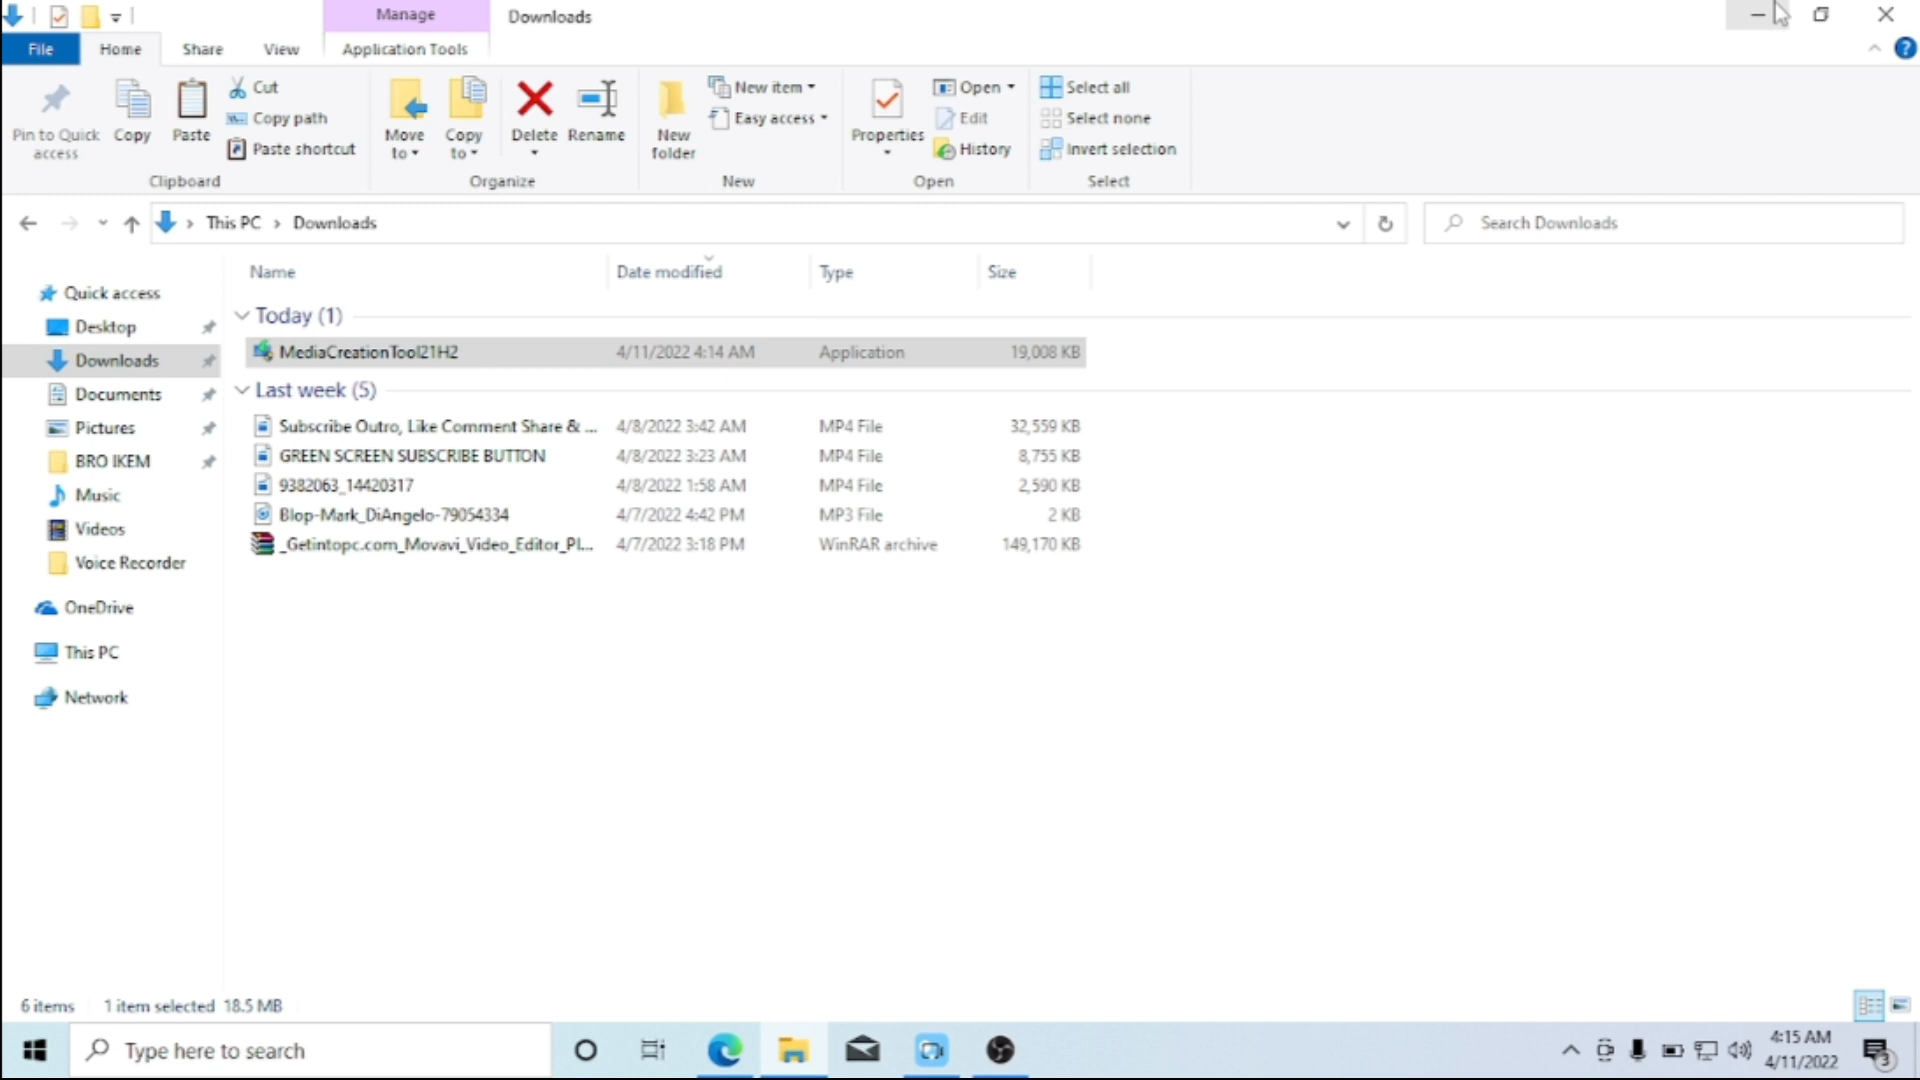 Manage
Downloads
File
Home
Share
View
Application Tools
Pin to Quick access
Copy
Paste
Cut
Copy path
Paste shortcut
Clipboard
Move to
Copy to
Delete
Rename
Organize
New folder
New item
Easy access
New
Properties
Open
Edit
History
Open
Select all
Select none
Invert selection
Select
This PC > Downloads
Search Downloads
Name
Date modified
Type
Size
Quick access
Desktop
Downloads
Documents
Pictures
BRO IKEM
Music
Videos
Voice Recorder
OneDrive
This PC
Network
Today (1)
MediaCreationTool21H2 4/11/2022 4:14 AM Application 19,008 KB
Last week (5)
Subscribe Outro, Like Comment Share & ... 4/8/2022 3:42 AM MP4 File 32,559 KB
GREEN SCREEN SUBSCRIBE BUTTON 4/8/2022 3:23 AM MP4 File 8,755 KB
9382063_14420317 4/8/2022 1:58 AM MP4 File 2,590 KB
Blop-Mark_DiAngelo-79054334 4/7/2022 4:42 PM MP3 File 2 KB
_Getintopc.com_Movavi_Video_Editor_Pl... 4/7/2022 3:18 PM WinRAR archive 149,170 KB
6 items 1 item selected 18.5 MB
Type here to search
4:15 AM
4/11/2022
3